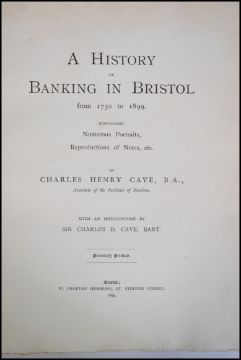 A History
of
Banking in Bristol
from 1750 to 1899.
Containing
Numerous Portraits,
Reproductions of Notes, etc.
by
Charles Henry Cave, B.A.,
Associate of the Institute of Bankers.
With an Introduction by
Sir Charles D. Cave, Bart.
Privately Printed.
Bristol:
W. Crofton Hemmons, St. Stephen Street.
1899.